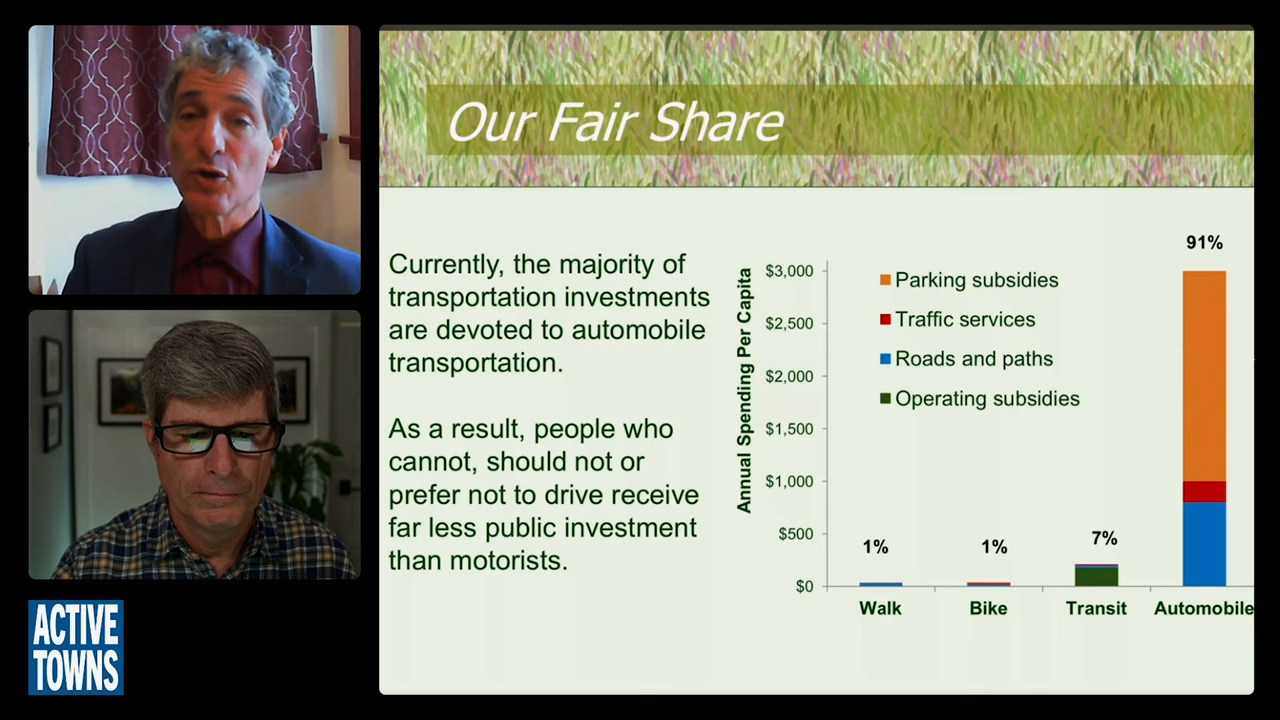 Our Fair Share
Currently, the majority of
transportation investments
are devoted to automobile
transportation.
As a result, people who
cannot, should not or
prefer not to drive receive
far less public investment
than motorists.
Annual Spending Per Capita
$3,000
$2,500
$2,000
$1,500
$1,000
$500
$0
Parking subsidies
Traffic services
Roads and paths
Operating subsidies
1%
1%
7%
91%
Walk
Bike
Transit
Automobile
ACTIVE
TOWNS